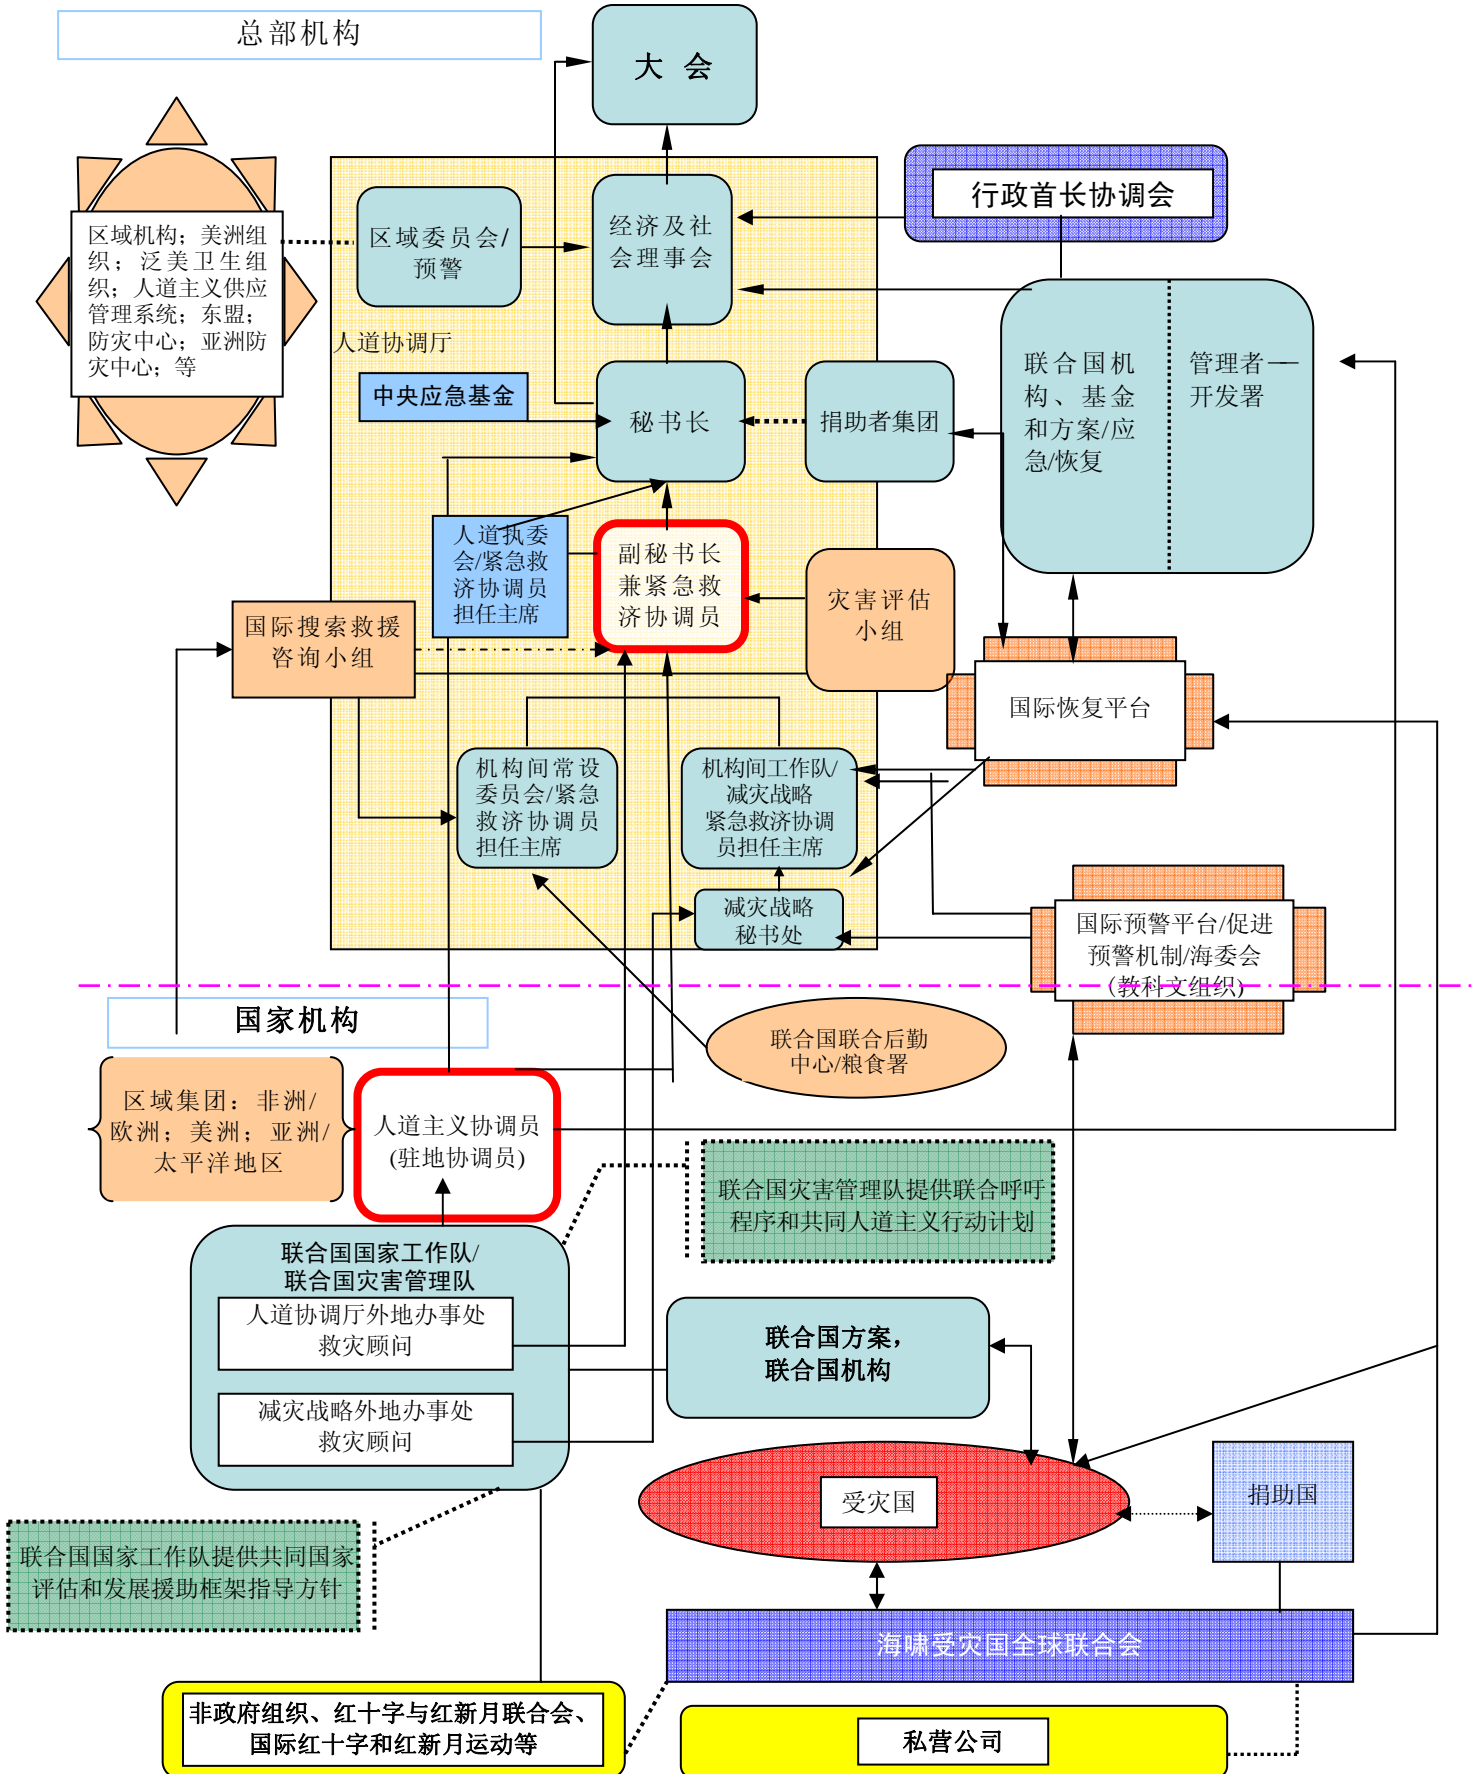 总部机构
大 会
行政首长协调会
区域机构；美洲组
织；泛美卫生组
织；人道主义供应
管理系统；东盟；
防灾中心；亚洲防
灾中心；等
区域委员会/
预警
经济及社
会理事会
人道协调厅
中央应急基金
秘书长
捐助者集团
联合国机
构、基金
和方案/应
急/恢复
管理者──
开发署
人道执委
会/紧急救
济协调员
担任主席
副秘书长
兼紧急救
济协调员
灾害评估
小组
国际搜索救援
咨询小组
国际恢复平台
机构间常设
委员会/紧急
救济协调员
担任主席
机构间工作队/
减灾战略
紧急救济协调
员担任主席
减灾战略
秘书处
国际预警平台/促进
预警机制/海委会
(教科文组织)
国家机构
联合国联合后勤
中心/粮食署
区域集团：非洲/
欧洲；美洲；亚洲/
太平洋地区
人道主义协调员
(驻地协调员)
联合国灾害管理队提供联合呼吁
程序和共同人道主义行动计划
联合国国家工作队/
联合国灾害管理队
人道协调厅外地办事处
救灾顾问
减灾战略外地办事处
救灾顾问
联合国方案，
联合国机构
受灾国
捐助国
联合国国家工作队提供共同国家
评估和发展援助框架指导方针
海啸受灾国全球联合会
非政府组织、红十字与红新月联合会、
国际红十字和红新月运动等
私营公司